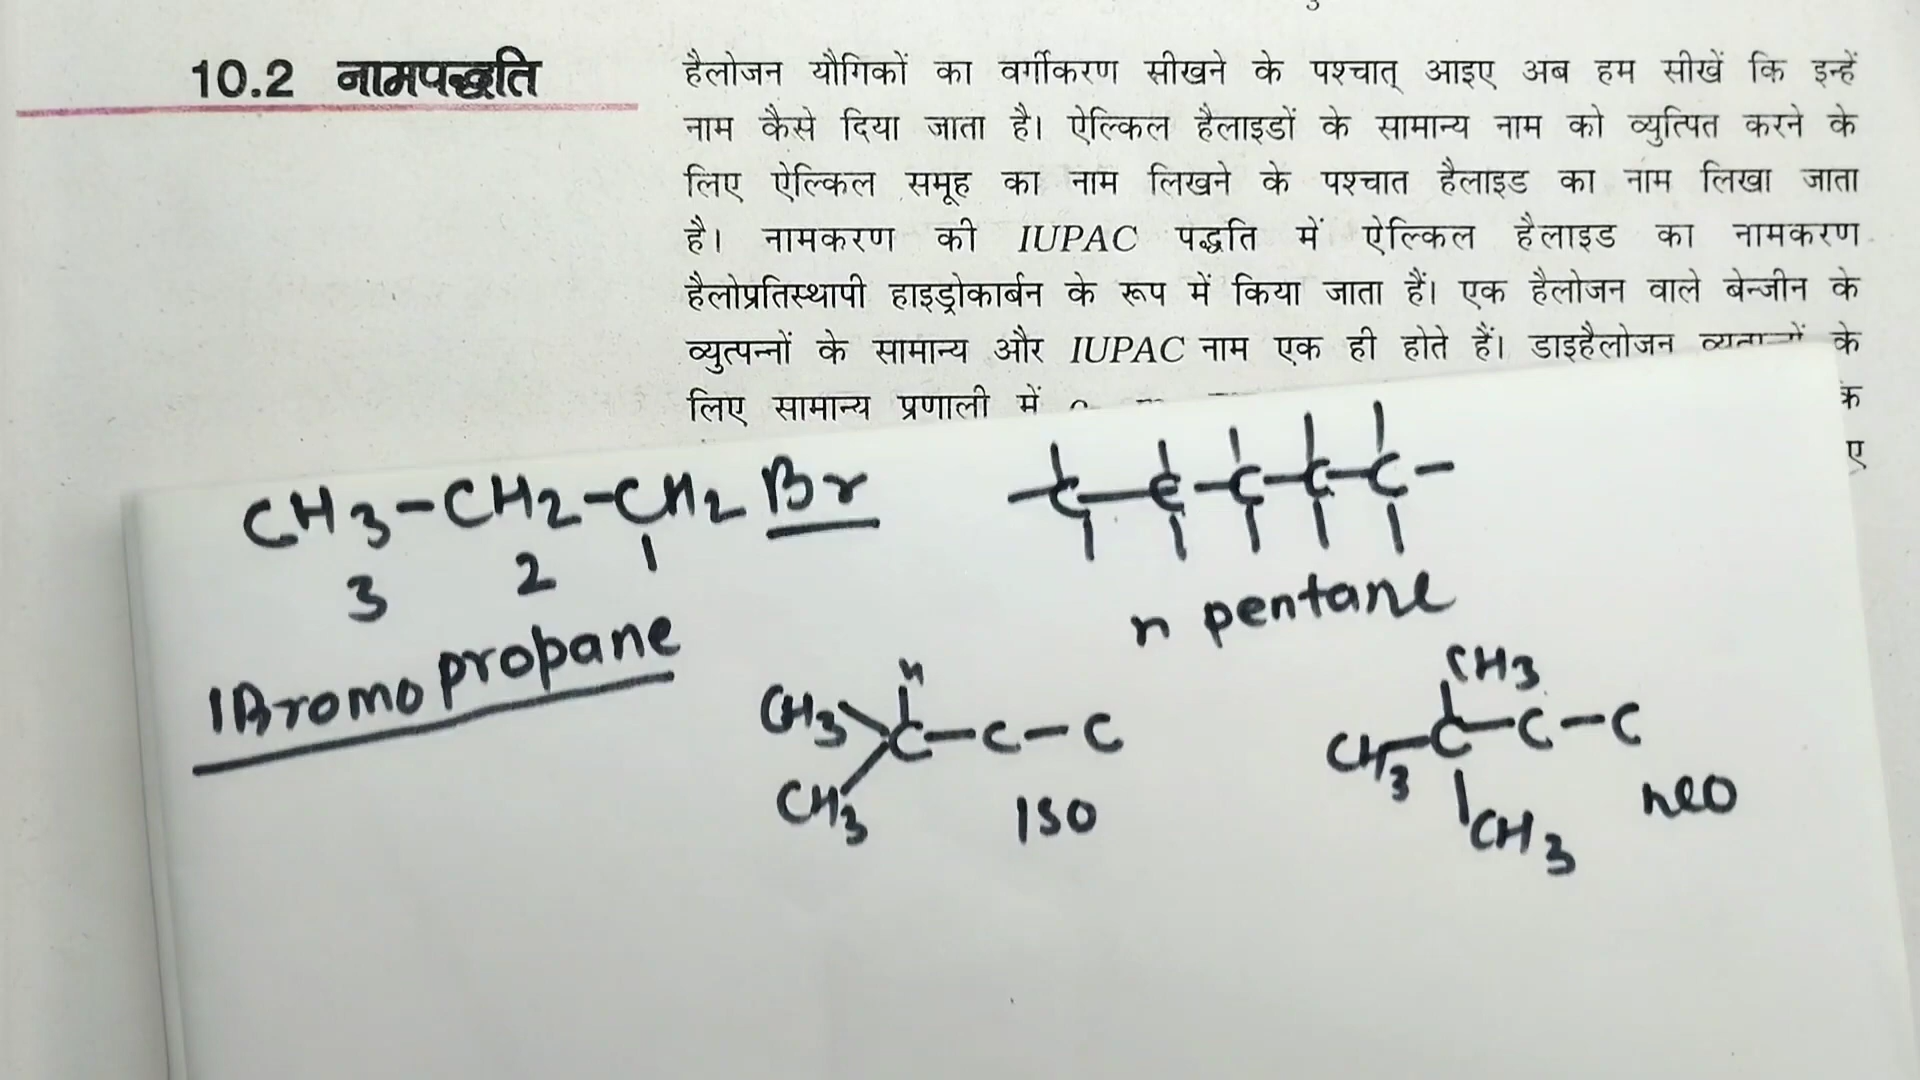 10.2 नामपद्धति
हैलोजन यौगिकों का वर्गीकरण सीखने के पश्चात् आइए अब हम सीखें कि इन्हें
नाम कैसे दिया जाता है। ऐल्किल हैलाइडों के सामान्य नाम को व्युत्पित करने के
लिए ऐल्किल समूह का नाम लिखने के पश्चात हैलाइड का नाम लिखा जाता
है। नामकरण की IUPAC पद्धति में ऐल्किल हैलाइड का नामकरण
हैलोप्रतिस्थापी हाइड्रोकार्बन के रूप में किया जाता हैं। एक हैलोजन वाले बेन्जीन के
व्युत्पन्नों के सामान्य और IUPAC नाम एक ही होते हैं। डाइहैलोजन के
लिए सामान्य प्रणाली में
ए
CH3-CH2-CH2 Br
3 2 1
1Bromo propane
-C-C-C-C-C-
n pentane
H
CH3
C-C-C
CH3
ISO
CH3
CH3-C-C-C
CH3
neo